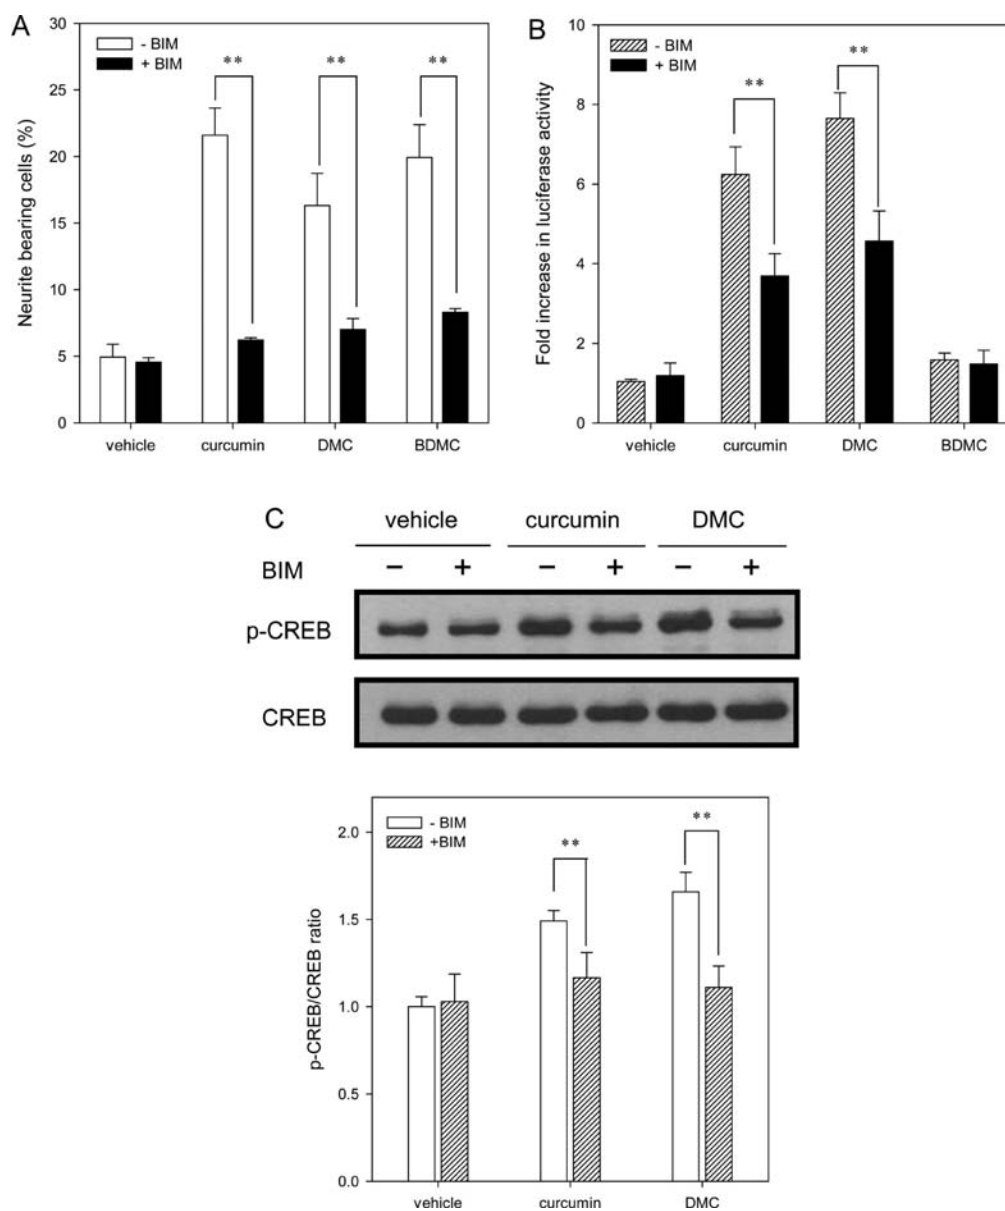 A
Neurite bearing cells (%)
30
25
20
15
10
5
0
- BIM
+ BIM
**
**
**
vehicle
curcumin
DMC
BDMC
B
Fold increase in luciferase activity
10
8
6
4
2
0
- BIM
+ BIM
**
**
vehicle
curcumin
DMC
BDMC
C
vehicle
curcumin
DMC
BIM
− + − + − +
p-CREB
CREB
p-CREB/CREB ratio
2.0
1.5
1.0
0.5
0.0
- BIM
+BIM
**
**
vehicle
curcumin
DMC